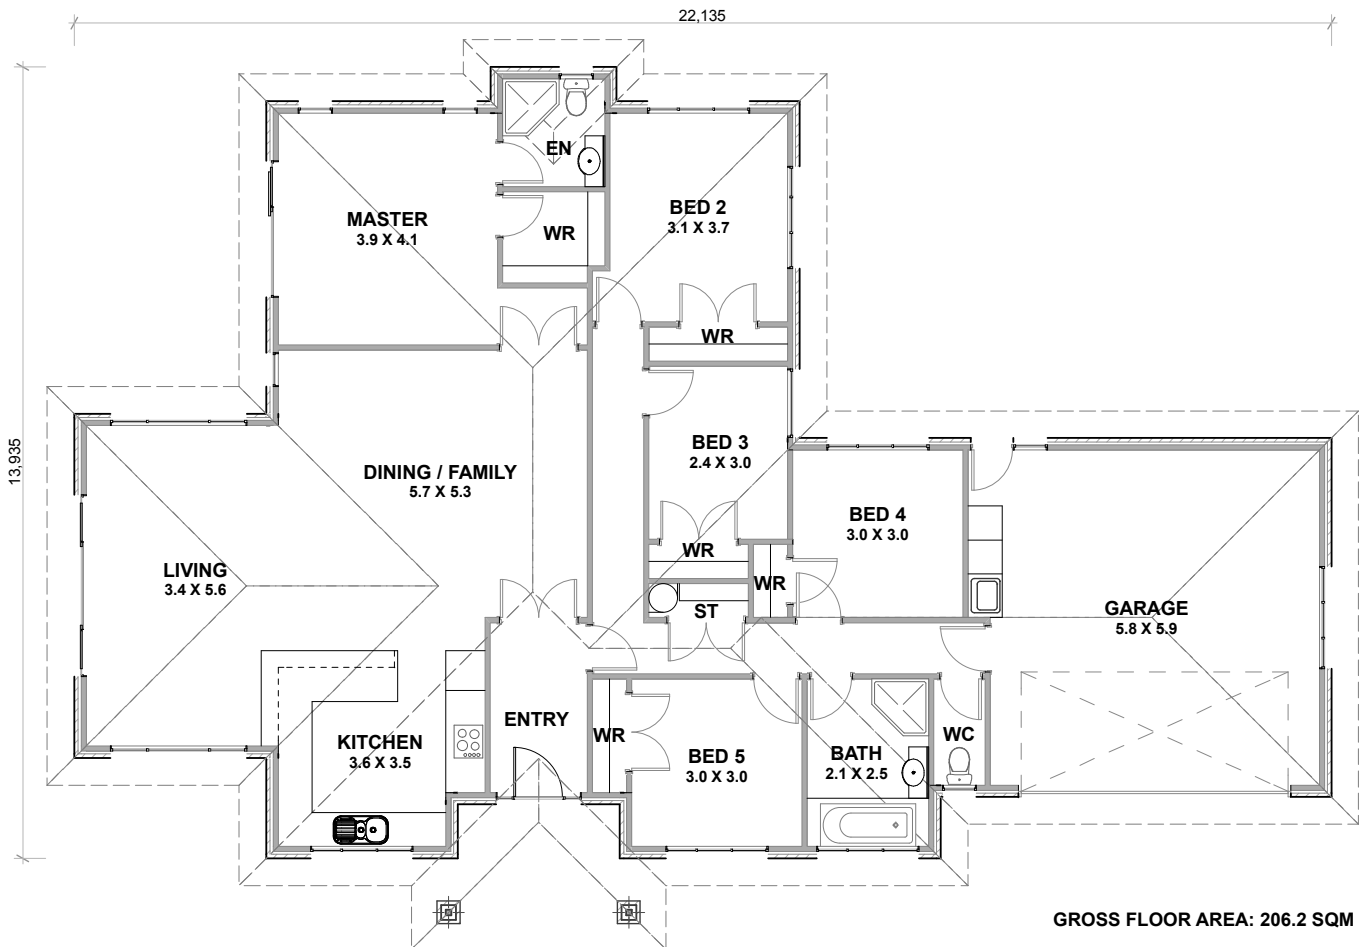 22,135
13,935
EN
MASTER
3.9 X 4.1
WR
BED 2
3.1 X 3.7
WR
BED 3
2.4 X 3.0
WR
DINING / FAMILY
5.7 X 5.3
BED 4
3.0 X 3.0
WR
LIVING
3.4 X 5.6
ST
GARAGE
5.8 X 5.9
ENTRY
KITCHEN
3.6 X 3.5
WR
BED 5
3.0 X 3.0
BATH
2.1 X 2.5
WC
GROSS FLOOR AREA: 206.2 SQM